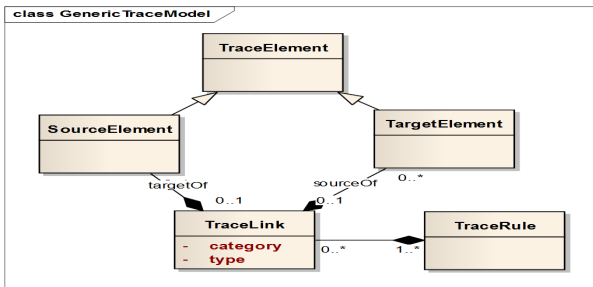 class GenericTraceModel
TraceElement
SourceElement
TargetElement
targetOf
sourceOf
0..*
0..1
0..1
TraceLink
- category
- type
0..*
1..*
TraceRule